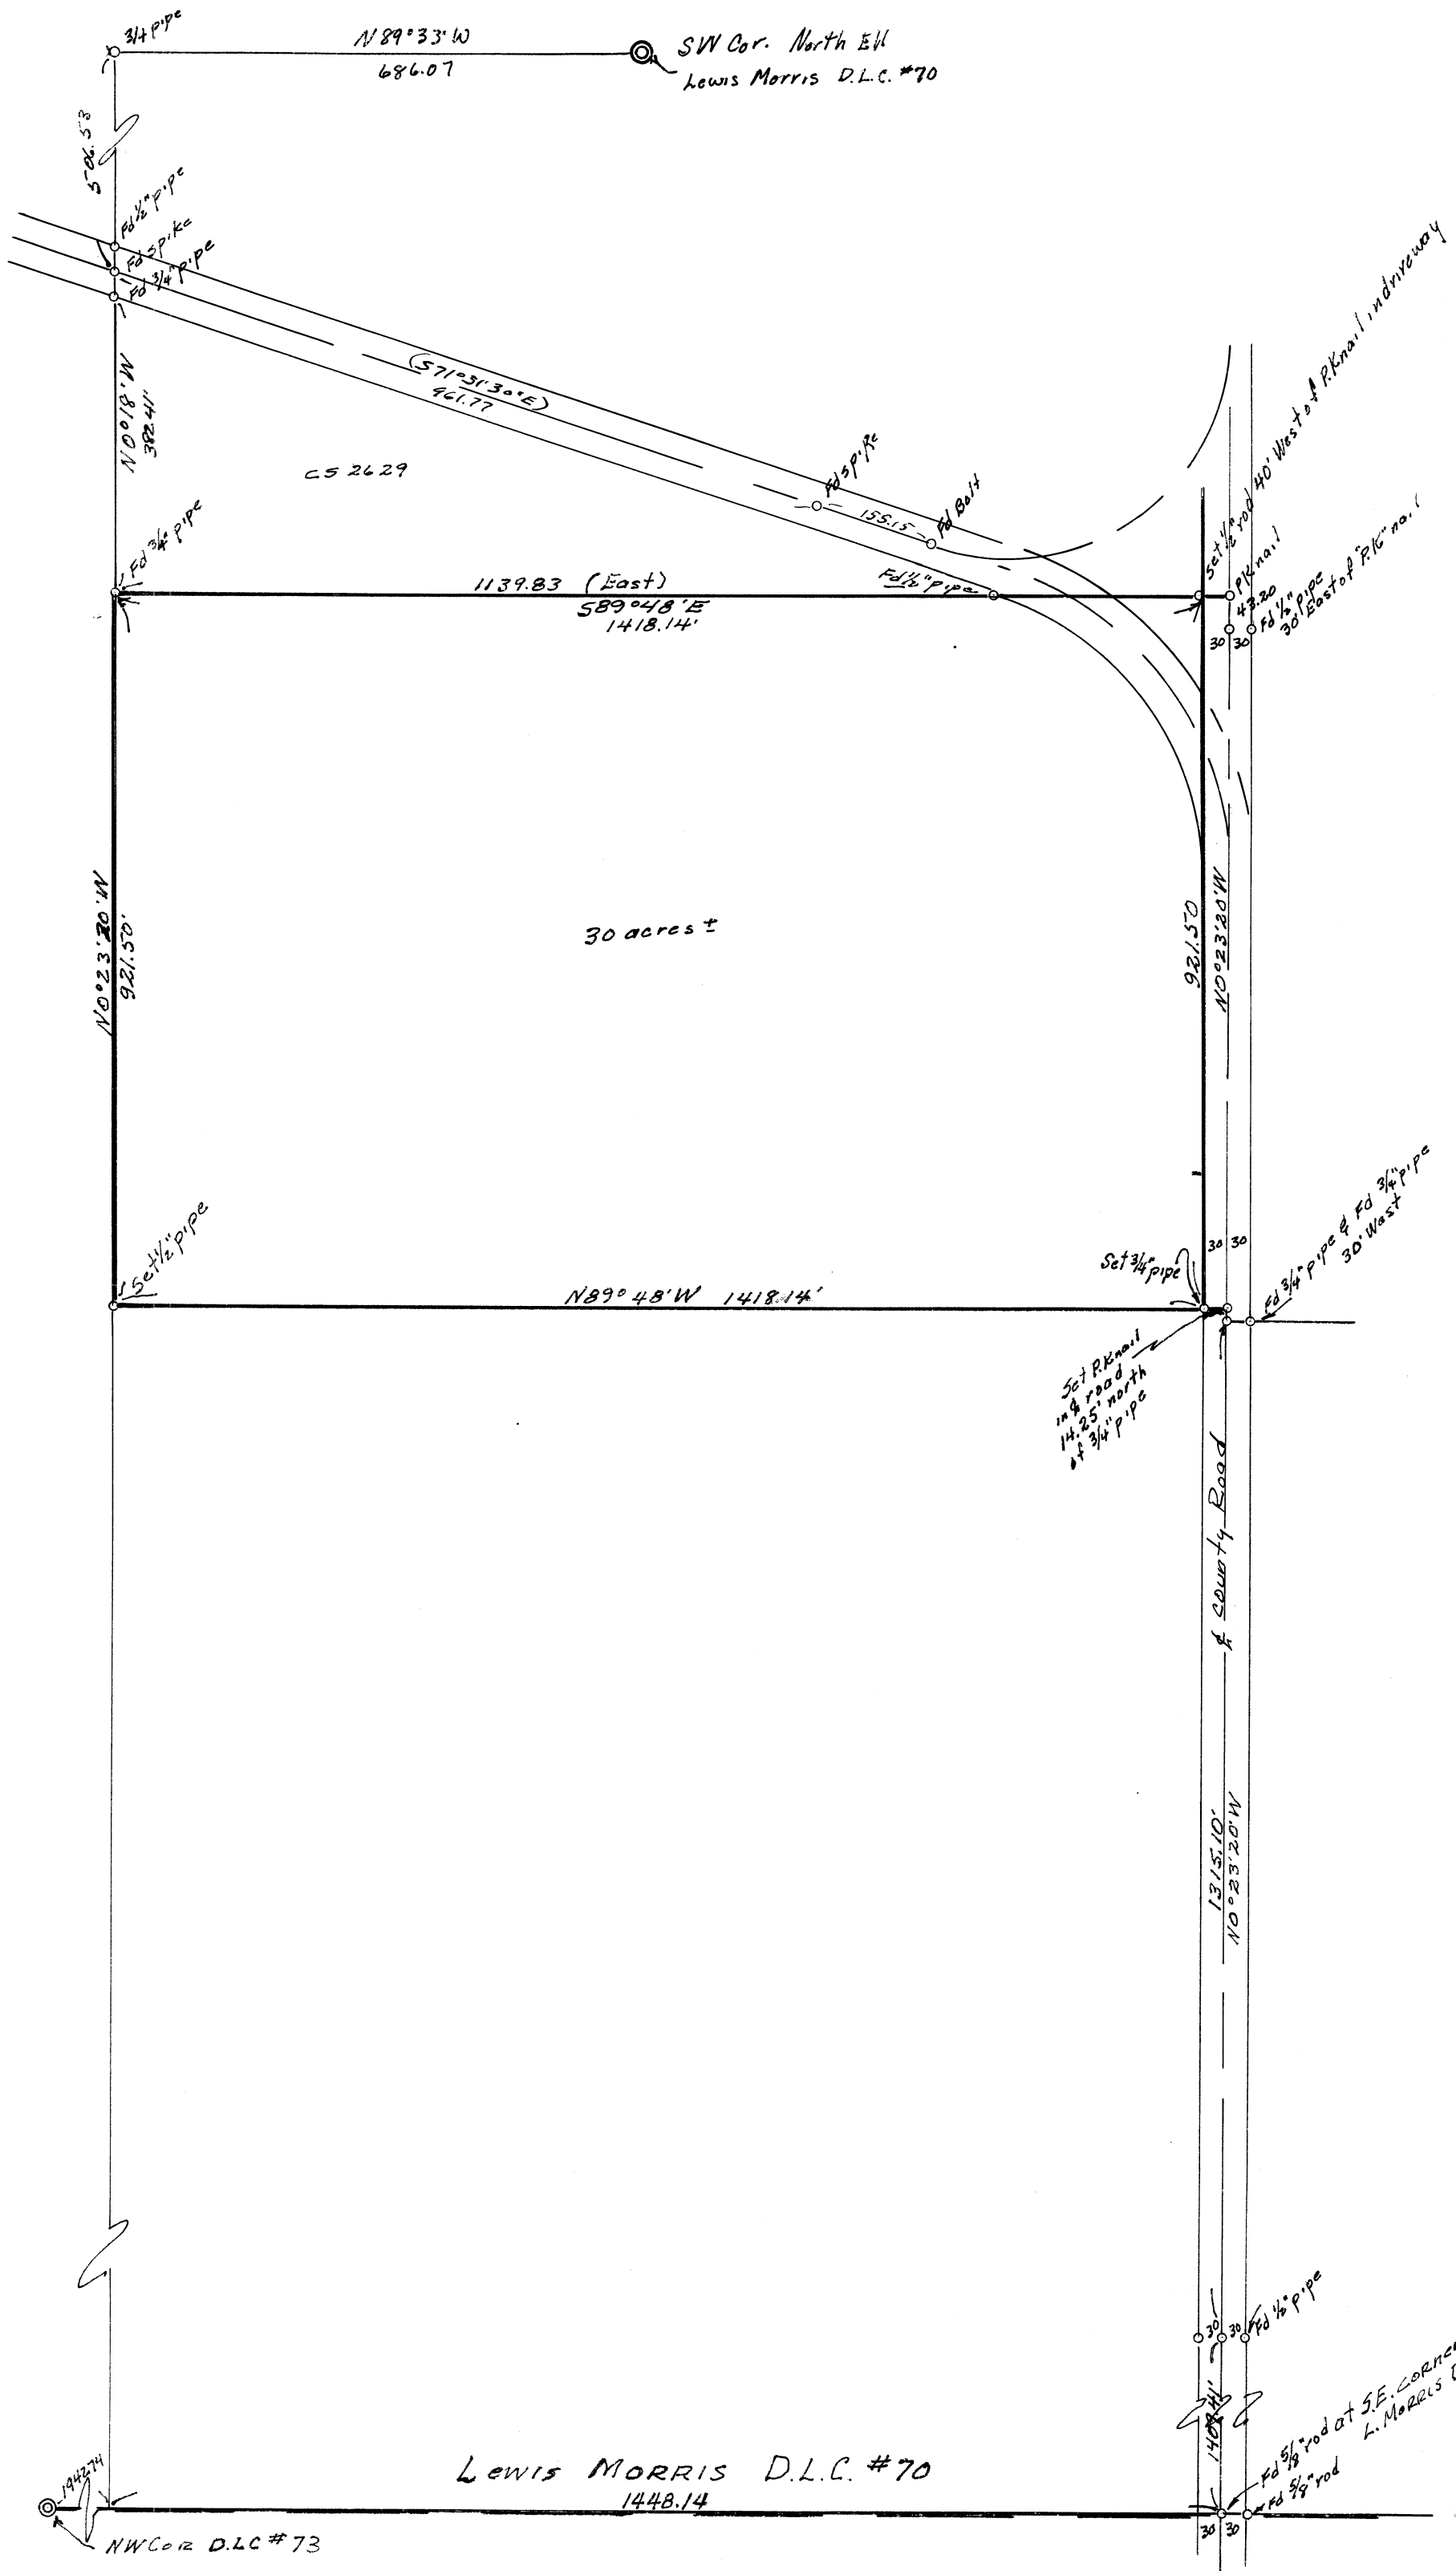 3/4 pipe
N89°33'W
686.07
SW Cor. North Ell
Lewis Morris D.L.C. #70
506.53
Fd 1/2" pipe
Fd spike
Fd 3/4" pipe
N0°18'W
382.41'
(S71°31'30"E)
961.77
CS 2629
Fd spike
155.15
Fd Bolt
Set 1/2" rod 40' West of P.K nail in driveway
Fd 3/4" pipe
1139.83 (East)
S89°48'E
1418.14'
Fd 1/2" pipe
PK nail
43.20
Fd 1/2" pipe
30' East of "P.K" nail
30 30
N0°23'20"W
921.50'
30 acres ±
921.50
N0°23'20"W
Set 1/2" pipe
N89°48'W 1418.14'
Set 3/4" pipe
30 30
Fd 3/4" pipe & Fd 3/4" pipe
30' West
Set P.K nail
in ℄ road
14.25' north
of 3/4" pipe
℄ County Road
1315.10'
N0°23'20"W
30 30
Fd 1/2" pipe
Fd 5/8" rod at S.E. CORNER
L. MORRIS
Fd 5/8" rod
30 30
Lewis MORRIS D.L.C. #70
1448.14
1942.74
NW COR D.L.C #73